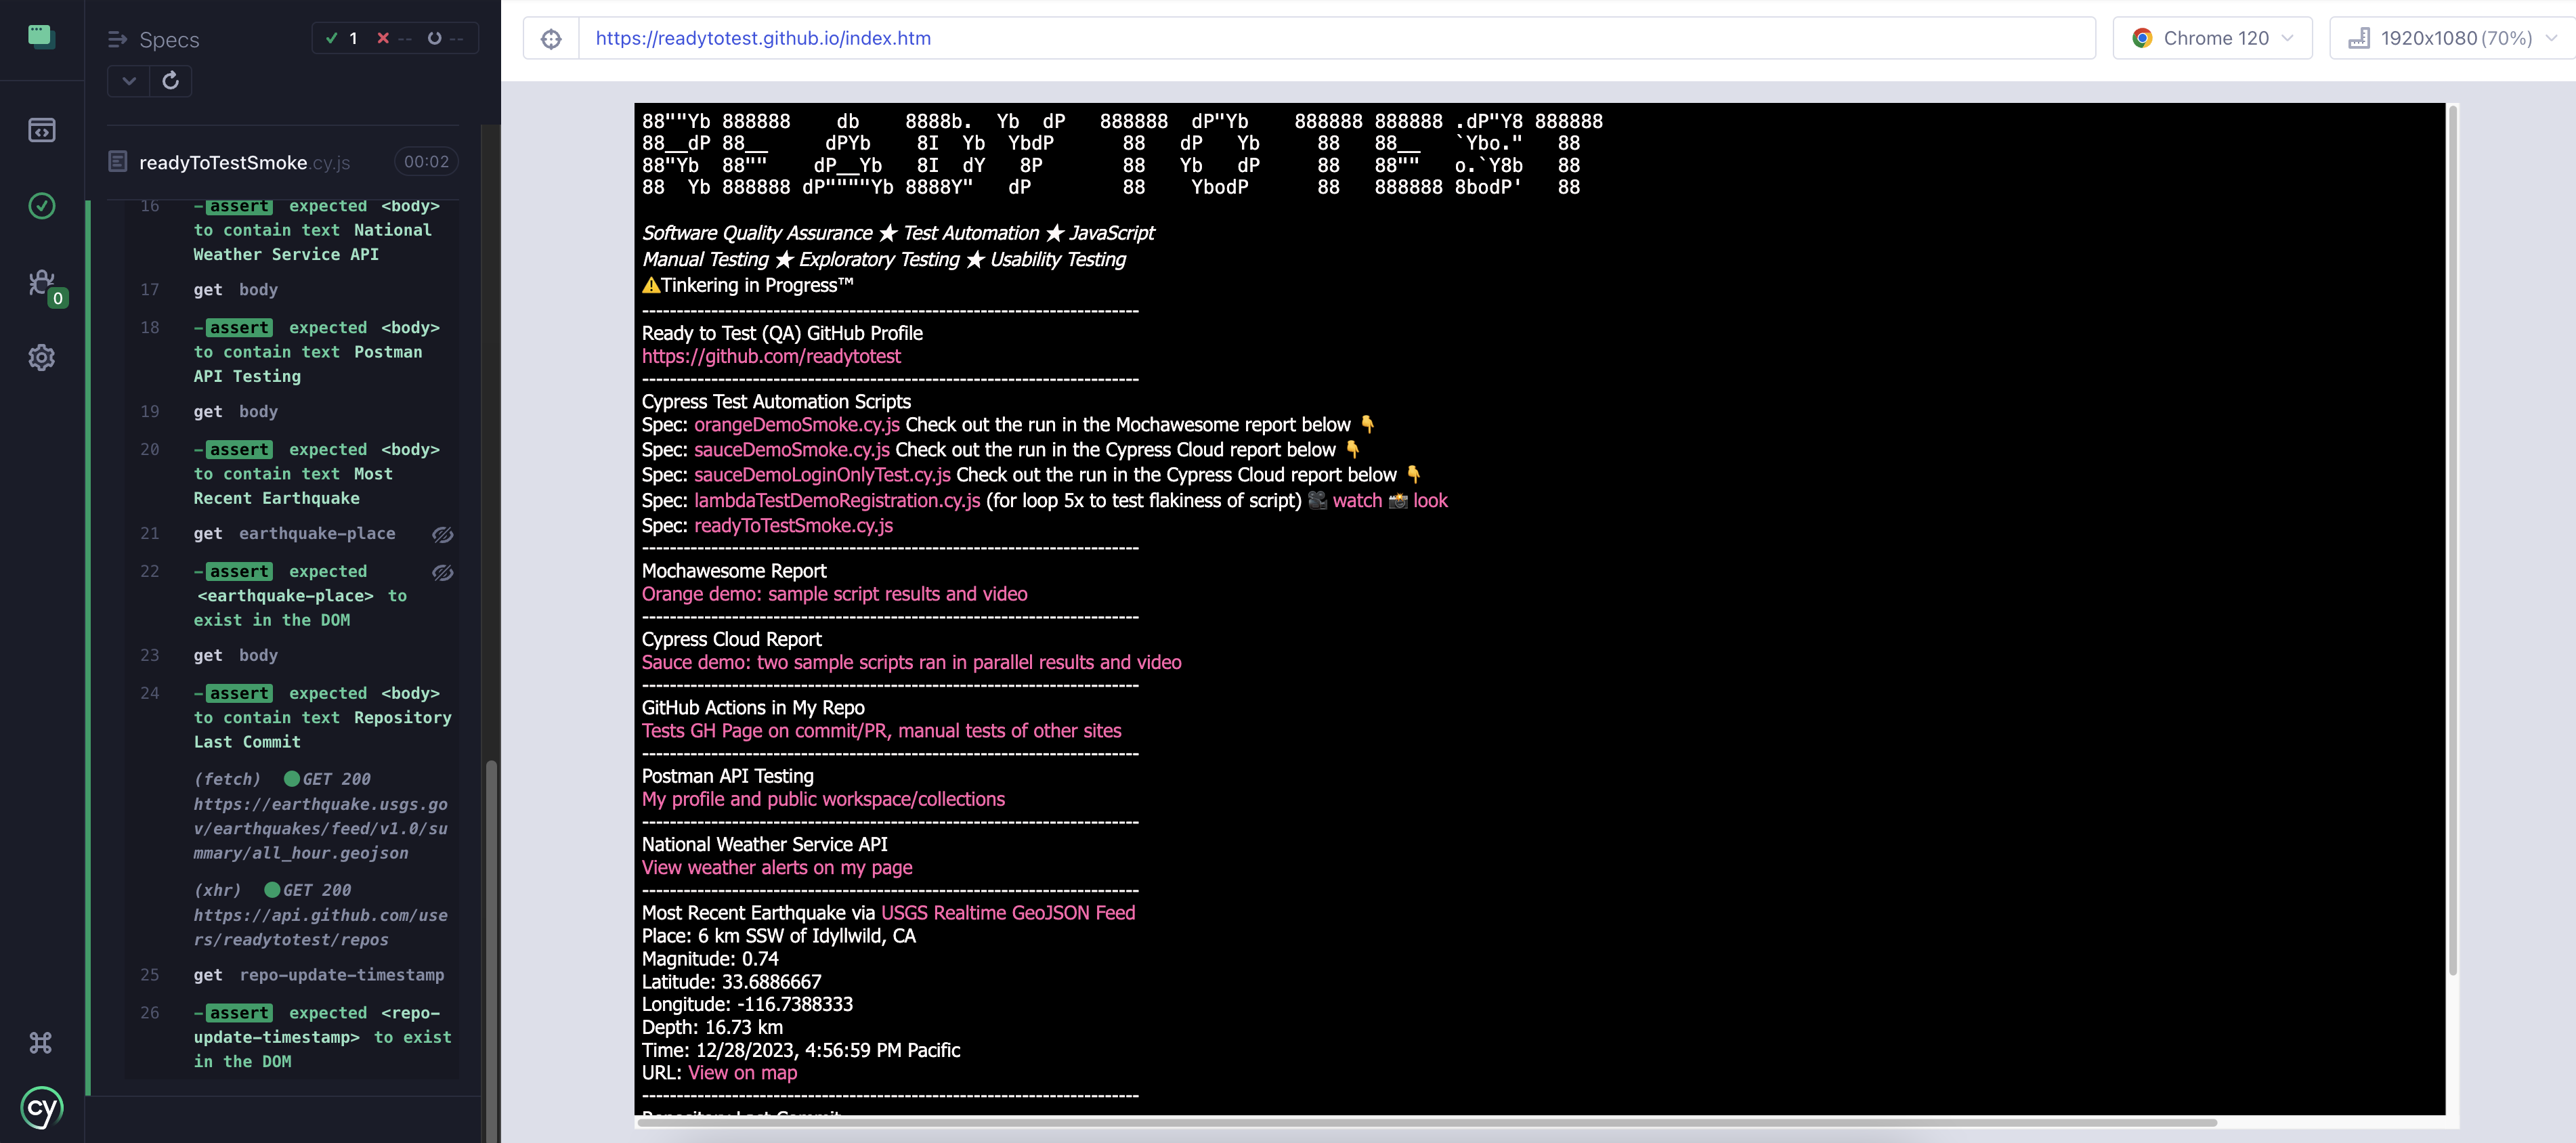 Specs
1 -- --
readyToTestSmoke.cy.js 00:02
16 -assert expected <body>
to contain text National
Weather Service API
17 get body
18 -assert expected <body>
to contain text Postman
API Testing
19 get body
20 -assert expected <body>
to contain text Most
Recent Earthquake
21 get earthquake-place
22 -assert expected
<earthquake-place> to
exist in the DOM
23 get body
24 -assert expected <body>
to contain text Repository
Last Commit
(fetch) GET 200
https://earthquake.usgs.go
v/earthquakes/feed/v1.0/su
mmary/all_hour.geojson
(xhr) GET 200
https://api.github.com/use
rs/readytotest/repos
25 get repo-update-timestamp
26 -assert expected <repo-
update-timestamp> to exist
in the DOM
0
cy
https://readytotest.github.io/index.htm
Chrome 120
1920x1080 (70%)
88""Yb 888888    db    8888b.  Yb  dP   888888  dP"Yb    888888 888888 .dP"Y8 888888
88__dP 88__     dPYb    8I  Yb  YbdP      88   dP   Yb     88   88__   `Ybo."   88
88"Yb  88""    dP__Yb   8I  dY   8P       88   Yb   dP     88   88""   o.`Y8b   88
88  Yb 888888 dP""""Yb 8888Y"   dP        88    YbodP      88   888888 8bodP'   88
Software Quality Assurance ★ Test Automation ★ JavaScript
Manual Testing ★ Exploratory Testing ★ Usability Testing
⚠️Tinkering in Progress™
-----------------------------------------------------------------------
Ready to Test (QA) GitHub Profile
https://github.com/readytotest
-----------------------------------------------------------------------
Cypress Test Automation Scripts
Spec: orangeDemoSmoke.cy.js Check out the run in the Mochawesome report below 👇
Spec: sauceDemoSmoke.cy.js Check out the run in the Cypress Cloud report below 👇
Spec: sauceDemoLoginOnlyTest.cy.js Check out the run in the Cypress Cloud report below 👇
Spec: lambdaTestDemoRegistration.cy.js (for loop 5x to test flakiness of script) 🎥 watch 📸 look
Spec: readyToTestSmoke.cy.js
-----------------------------------------------------------------------
Mochawesome Report
Orange demo: sample script results and video
-----------------------------------------------------------------------
Cypress Cloud Report
Sauce demo: two sample scripts ran in parallel results and video
-----------------------------------------------------------------------
GitHub Actions in My Repo
Tests GH Page on commit/PR, manual tests of other sites
-----------------------------------------------------------------------
Postman API Testing
My profile and public workspace/collections
-----------------------------------------------------------------------
National Weather Service API
View weather alerts on my page
-----------------------------------------------------------------------
Most Recent Earthquake via USGS Realtime GeoJSON Feed
Place: 6 km SSW of Idyllwild, CA
Magnitude: 0.74
Latitude: 33.6886667
Longitude: -116.7388333
Depth: 16.73 km
Time: 12/28/2023, 4:56:59 PM Pacific
URL: View on map
-----------------------------------------------------------------------
Repository Last Commit